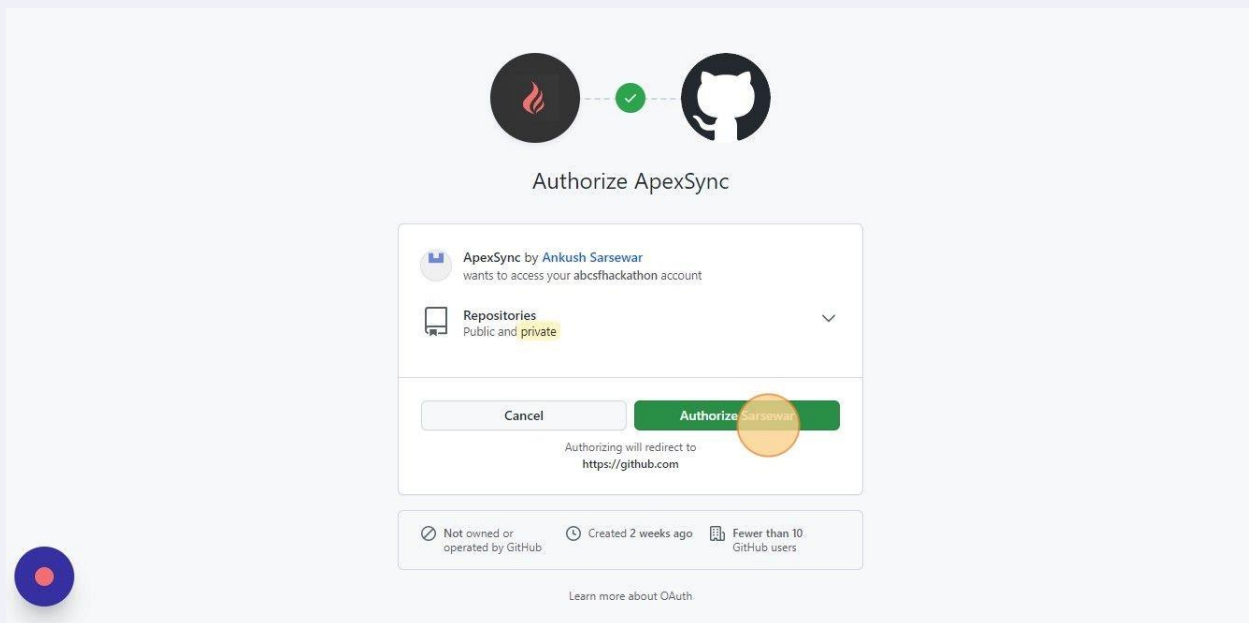 Authorize ApexSync
ApexSync by Ankush Sarsewar
wants to access your abcsfhackathon account
Repositories
Public and private
Cancel
Authorize Sarsewar
Authorizing will redirect to
https://github.com
Not owned or
operated by GitHub
Created 2 weeks ago
Fewer than 10
GitHub users
Learn more about OAuth